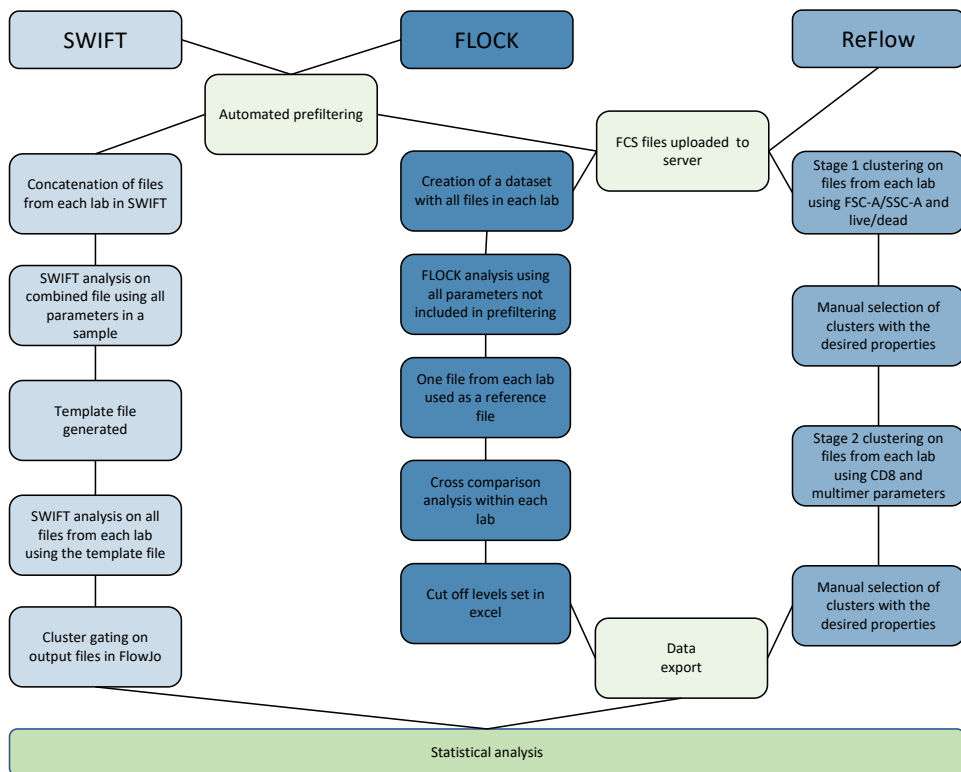 SWIFT
FLOCK
ReFlow
Automated prefiltering
FCS files uploaded to
server
Concatenation of files
from each lab in SWIFT
SWIFT analysis on
combined file using all
parameters in a
sample
Template file
generated
SWIFT analysis on all
files from each lab
using the template file
Cluster gating on
output files in FlowJo
Creation of a dataset
with all files in each lab
FLOCK analysis using
all parameters not
included in prefiltering
One file from each lab
used as a reference
file
Cross comparison
analysis within each
lab
Cut off levels set in
excel
Stage 1 clustering on
files from each lab
using FSC-A/SSC-A and
live/dead
Manual selection of
clusters with the
desired properties
Stage 2 clustering on
files from each lab
using CD8 and
multimer parameters
Manual selection of
clusters with the
desired properties
Data
export
Statistical analysis